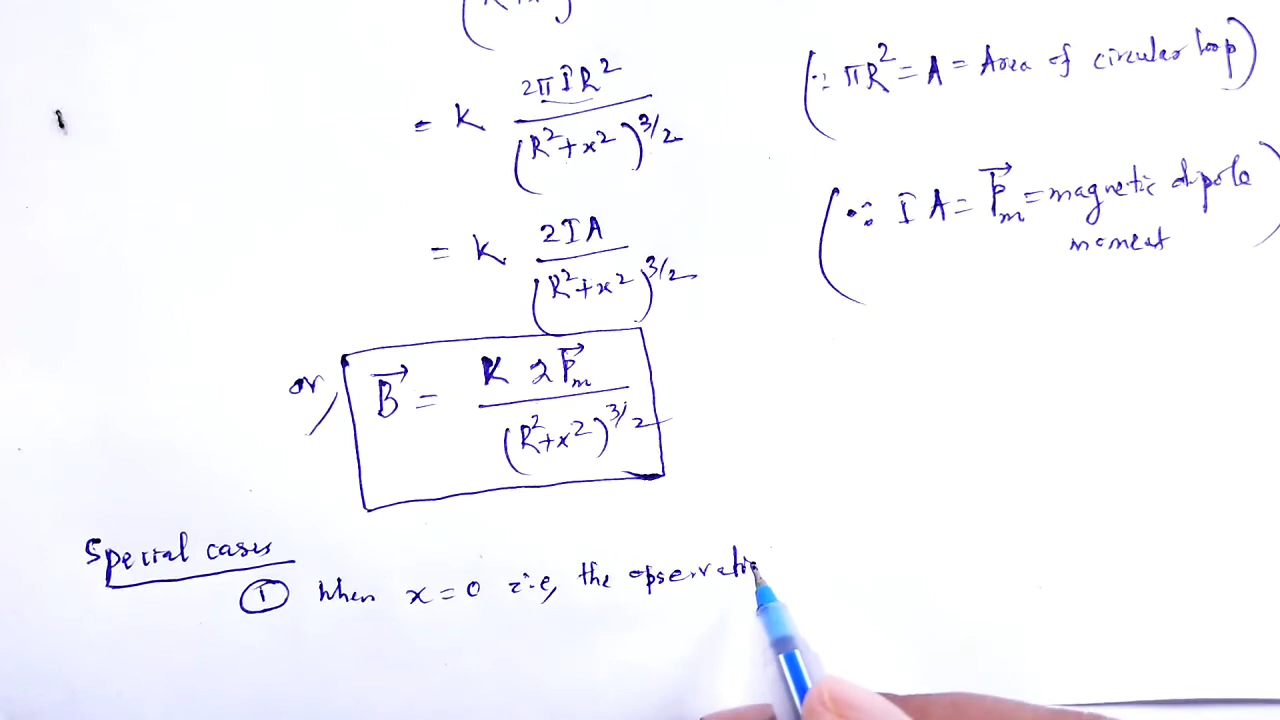 = K 2πIR² / (R²+x²)^3/2
(∵ πR² = A = Area of circular loop)
= K 2IA / (R²+x²)^3/2
(∵ IA = P⃗m = magnetic dipole
moment
or, B⃗ = K 2P⃗m / (R²+x²)^3/2
Special cases
① When x = 0 i.e, the observatio